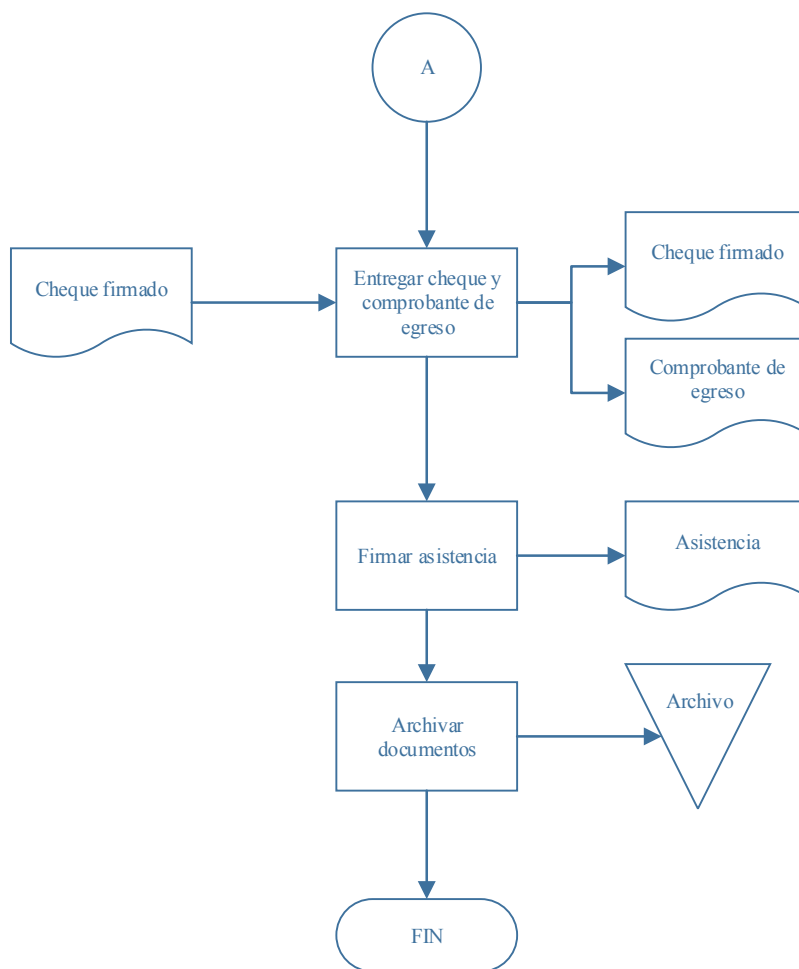 A
Cheque firmado
Entregar cheque y
comprobante de
egreso
Cheque firmado
Comprobante de
egreso
Firmar asistencia
Asistencia
Archivar
documentos
Archivo
FIN